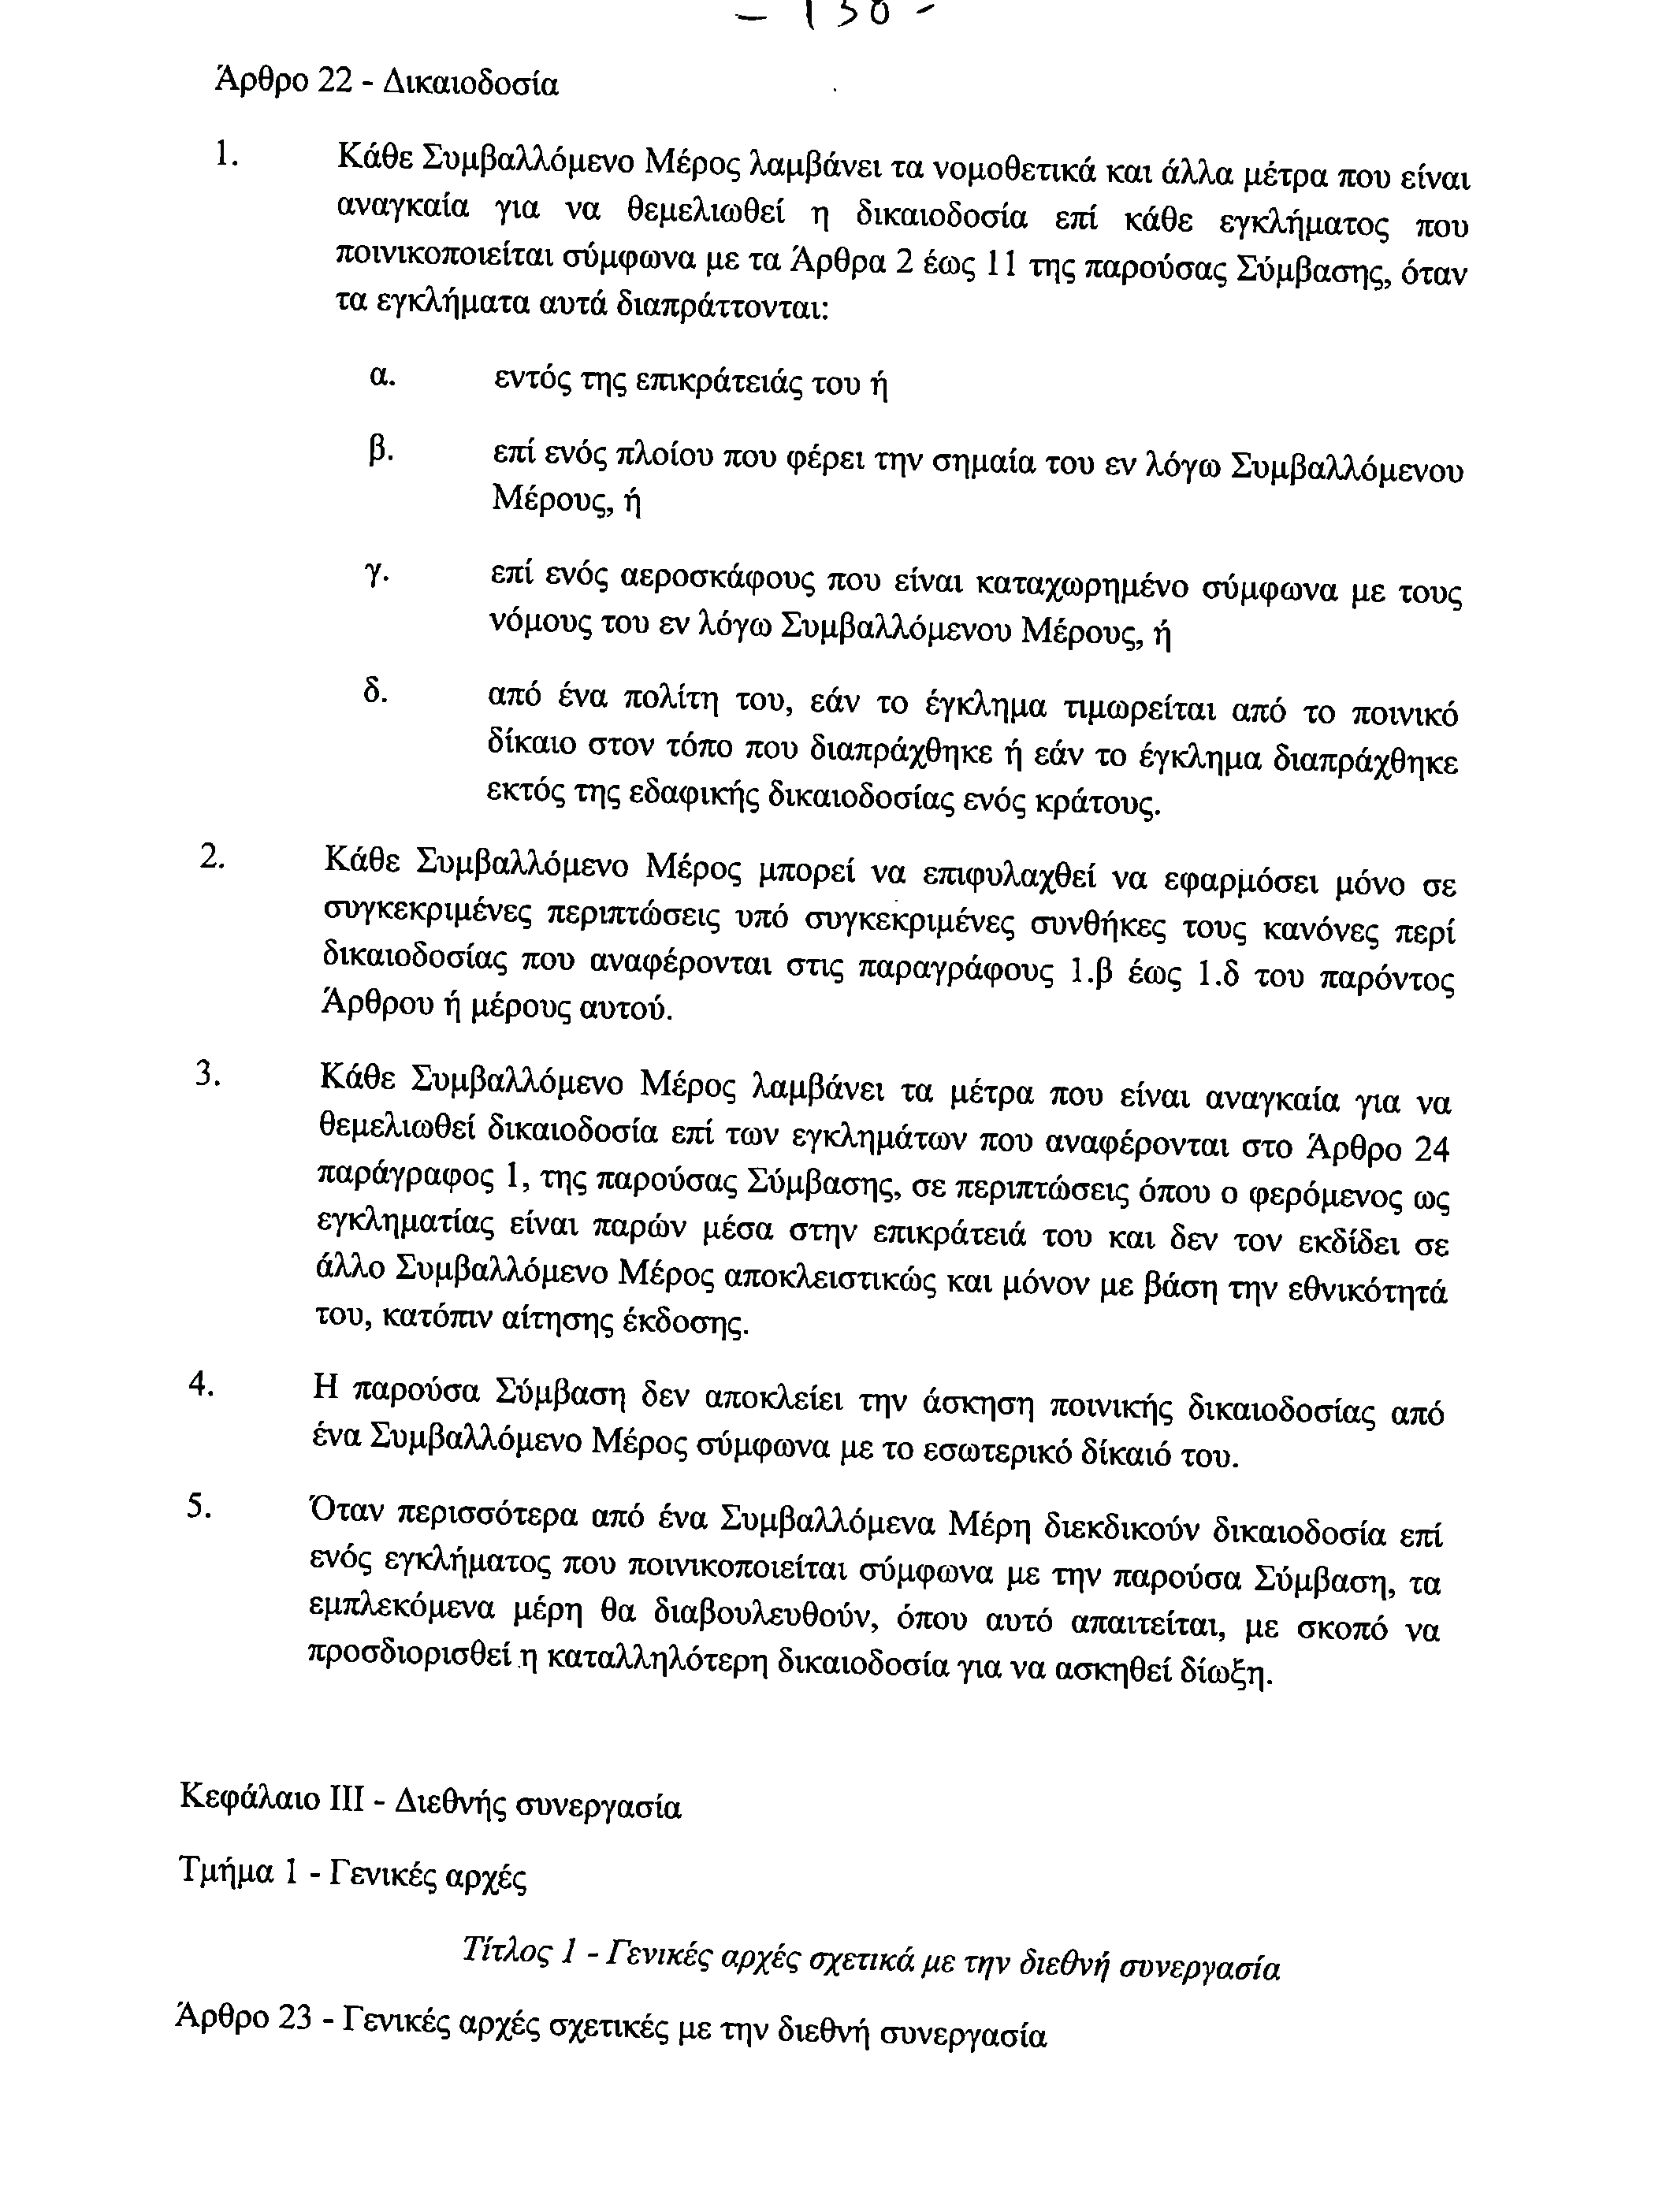 - 130 -
Άρθρο 22 - Δικαιοδοσία
1. Κάθε Συμβαλλόμενο Μέρος λαμβάνει τα νομοθετικά και άλλα μέτρα που είναι
αναγκαία για να θεμελιωθεί η δικαιοδοσία επί κάθε εγκλήματος που
ποινικοποιείται σύμφωνα με τα Άρθρα 2 έως 11 της παρούσας Σύμβασης, όταν
τα εγκλήματα αυτά διαπράττονται:
α. εντός της επικράτειάς του ή
β. επί ενός πλοίου που φέρει την σημαία του εν λόγω Συμβαλλόμενου
Μέρους, ή
γ. επί ενός αεροσκάφους που είναι καταχωρημένο σύμφωνα με τους
νόμους του εν λόγω Συμβαλλόμενου Μέρους, ή
δ. από ένα πολίτη του, εάν το έγκλημα τιμωρείται από το ποινικό
δίκαιο στον τόπο που διαπράχθηκε ή εάν το έγκλημα διαπράχθηκε
εκτός της εδαφικής δικαιοδοσίας ενός κράτους.
2. Κάθε Συμβαλλόμενο Μέρος μπορεί να επιφυλαχθεί να εφαρμόσει μόνο σε
συγκεκριμένες περιπτώσεις υπό συγκεκριμένες συνθήκες τους κανόνες περί
δικαιοδοσίας που αναφέρονται στις παραγράφους 1.β έως 1.δ του παρόντος
Άρθρου ή μέρους αυτού.
3. Κάθε Συμβαλλόμενο Μέρος λαμβάνει τα μέτρα που είναι αναγκαία για να
θεμελιωθεί δικαιοδοσία επί των εγκλημάτων που αναφέρονται στο Άρθρο 24
παράγραφος 1, της παρούσας Σύμβασης, σε περιπτώσεις όπου ο φερόμενος ως
εγκληματίας είναι παρών μέσα στην επικράτειά του και δεν τον εκδίδει σε
άλλο Συμβαλλόμενο Μέρος αποκλειστικώς και μόνον με βάση την εθνικότητά
του, κατόπιν αίτησης έκδοσης.
4. Η παρούσα Σύμβαση δεν αποκλείει την άσκηση ποινικής δικαιοδοσίας από
ένα Συμβαλλόμενο Μέρος σύμφωνα με το εσωτερικό δίκαιό του.
5. Όταν περισσότερα από ένα Συμβαλλόμενα Μέρη διεκδικούν δικαιοδοσία επί
ενός εγκλήματος που ποινικοποιείται σύμφωνα με την παρούσα Σύμβαση, τα
εμπλεκόμενα μέρη θα διαβουλευθούν, όπου αυτό απαιτείται, με σκοπό να
προσδιορισθεί η καταλληλότερη δικαιοδοσία για να ασκηθεί δίωξη.
Κεφάλαιο III - Διεθνής συνεργασία
Τμήμα 1 - Γενικές αρχές
Τίτλος 1 - Γενικές αρχές σχετικά με την διεθνή συνεργασία
Άρθρο 23 - Γενικές αρχές σχετικές με την διεθνή συνεργασία